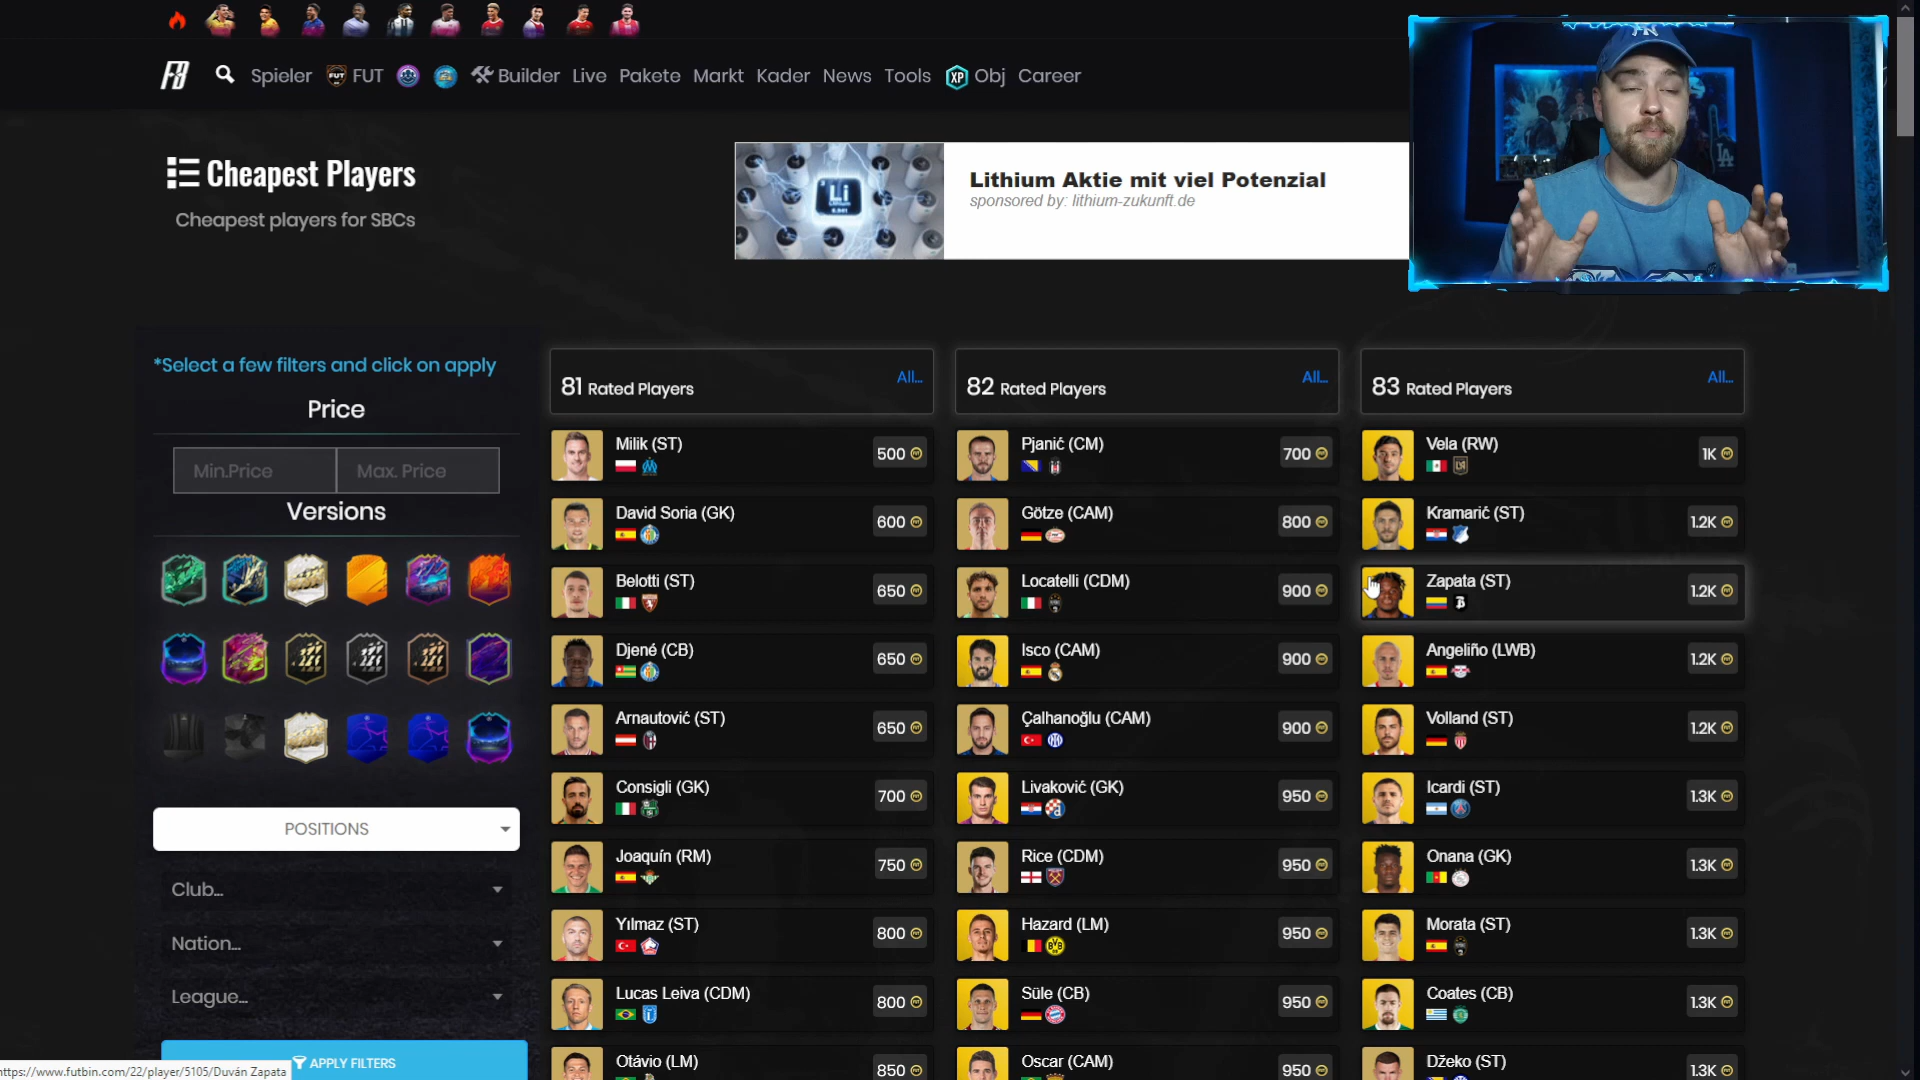 Spieler
FUT
Builder
Live
Pakete
Markt
Kader
News
Tools
XP
Obj
Career
Cheapest Players
Cheapest players for SBCs
Li
Lithium Aktie mit viel Potenzial
sponsored by: lithium-zukunft.de
LA
*Select a few filters and click on apply
Price
Min.Price
Max. Price
Versions
POSITIONS
Club...
Nation...
League...
APPLY FILTERS
https://www.futbin.com/22/player/5105/Duván Zapata
81 Rated Players
All...
Milik (ST)
500
David Soria (GK)
600
Belotti (ST)
650
Djené (CB)
650
Arnautović (ST)
650
Consigli (GK)
700
Joaquín (RM)
750
Yılmaz (ST)
800
Lucas Leiva (CDM)
800
Otávio (LM)
850
82 Rated Players
All...
Pjanić (CM)
700
Götze (CAM)
800
Locatelli (CDM)
900
Isco (CAM)
900
Çalhanoğlu (CAM)
900
Livaković (GK)
950
Rice (CDM)
950
Hazard (LM)
950
Süle (CB)
950
Oscar (CAM)
950
83 Rated Players
All...
Vela (RW)
1K
Kramarić (ST)
1.2K
Zapata (ST)
1.2K
Angeliño (LWB)
1.2K
Volland (ST)
1.2K
Icardi (ST)
1.3K
Onana (GK)
1.3K
Morata (ST)
1.3K
Coates (CB)
1.3K
Džeko (ST)
1.3K